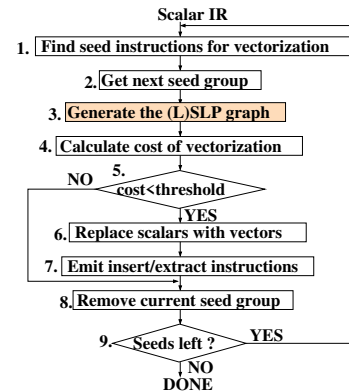 Scalar IR
1. Find seed instructions for vectorization
2. Get next seed group
3. Generate the (L)SLP graph
4. Calculate cost of vectorization
5.
NO
cost<threshold
YES
6. Replace scalars with vectors
7. Emit insert/extract instructions
8. Remove current seed group
9. Seeds left ?
YES
NO
DONE